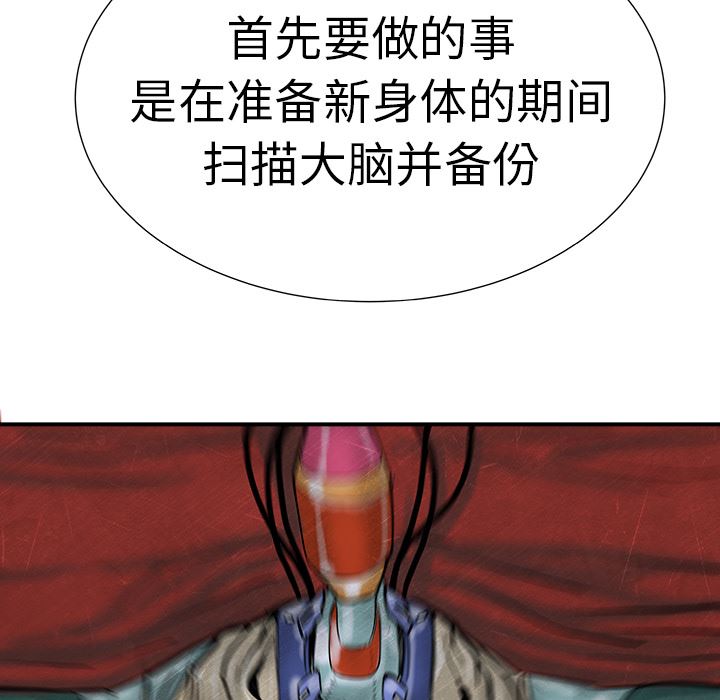 首先要做的事
是在准备新身体的期间
扫描大脑并备份